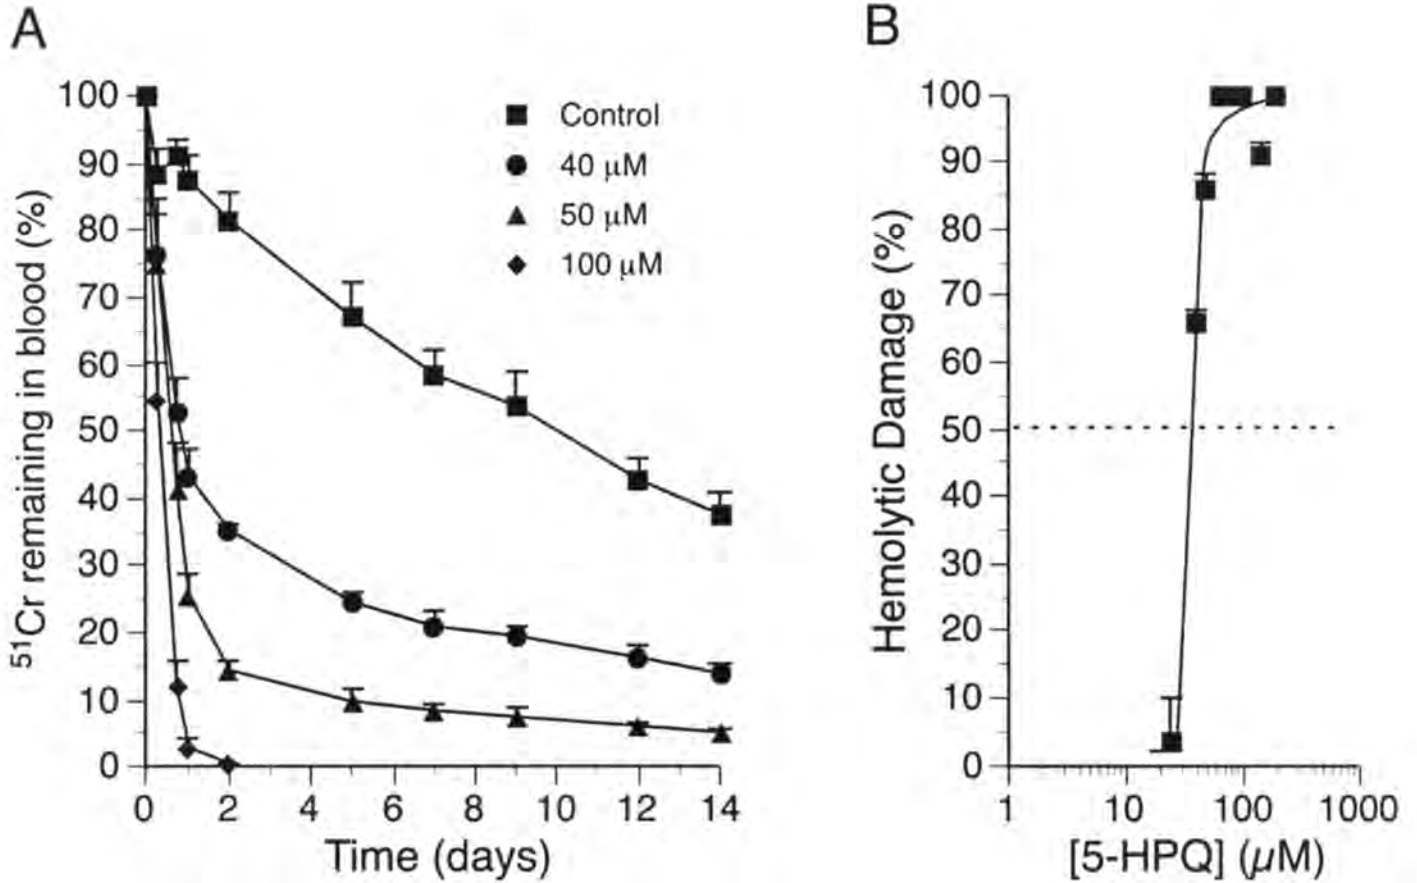 A
⁵¹Cr remaining in blood (%)
100
90
80
70
60
50
40
30
20
10
0
Control
40 µM
50 µM
100 µM
0 2 4 6 8 10 12 14
Time (days)
B
Hemolytic Damage (%)
100
90
80
70
60
50
40
30
20
10
0
1 10 100 1000
[5-HPQ] (µM)